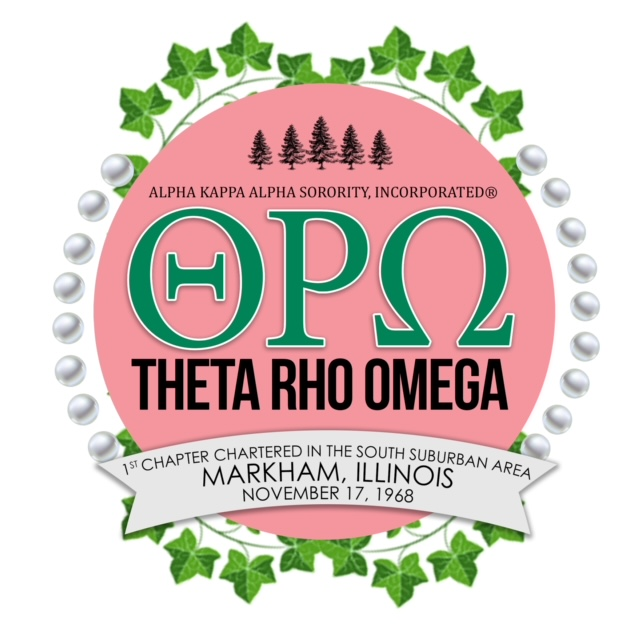 ALPHA KAPPA ALPHA SORORITY, INCORPORATED®
ΘΡΩ
THETA RHO OMEGA
1ST CHAPTER CHARTERED IN THE SOUTH SUBURBAN AREA
MARKHAM, ILLINOIS
NOVEMBER 17, 1968